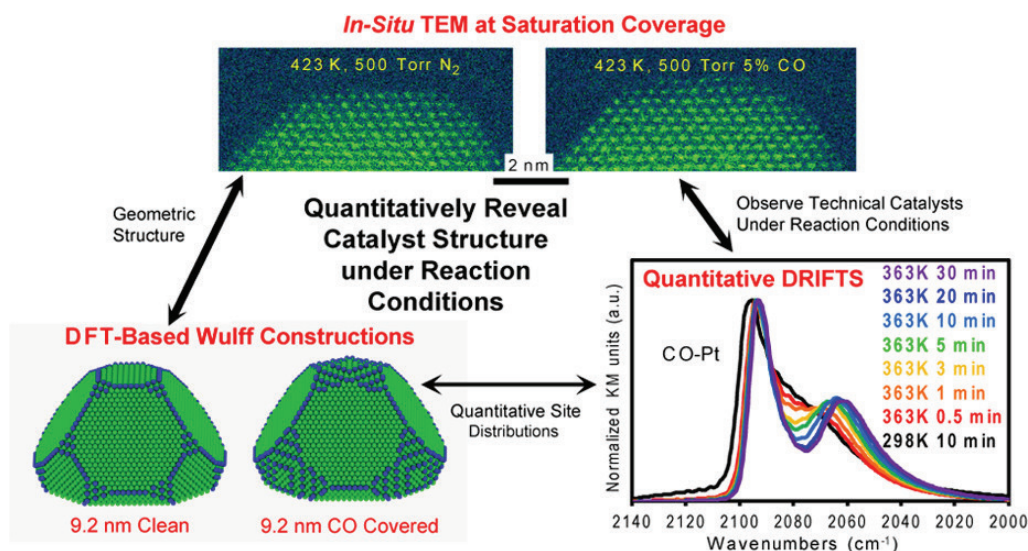 In-Situ TEM at Saturation Coverage
423 K, 500 Torr N2
423 K, 500 Torr 5% CO
2 nm
Geometric
Structure
Quantitatively Reveal
Catalyst Structure
under Reaction
Conditions
Observe Technical Catalysts
Under Reaction Conditions
DFT-Based Wulff Constructions
9.2 nm Clean
9.2 nm CO Covered
Quantitative Site
Distributions
Quantitative DRIFTS
CO-Pt
363K 30 min
363K 20 min
363K 10 min
363K 5 min
363K 3 min
363K 1 min
363K 0.5 min
298K 10 min
Normalized KM units (a.u.)
2140 2120 2100 2080 2060 2040 2020 2000
Wavenumbers (cm-1)